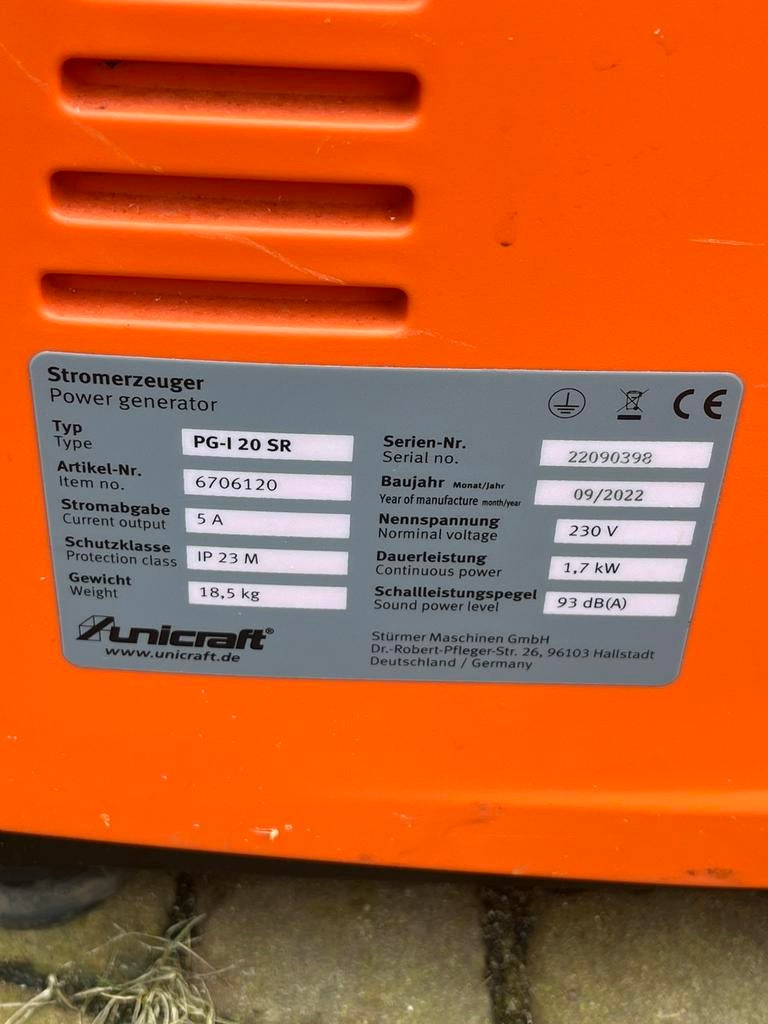 Stromerzeuger
Power generator
Typ
Type
PG-I 20 SR
Artikel-Nr.
Item no.
6706120
Stromabgabe
Current output
5 A
Schutzklasse
Protection class
IP 23 M
Gewicht
Weight
18,5 kg
unicraft®
www.unicraft.de
CE
Serien-Nr.
Serial no.
22090398
Baujahr Monat/Jahr
Year of manufacture month/year
09/2022
Nennspannung
Norminal voltage
230 V
Dauerleistung
Continuous power
1,7 kW
Schallleistungspegel
Sound power level
93 dB(A)
Stürmer Maschinen GmbH
Dr.-Robert-Pfleger-Str. 26, 96103 Hallstadt
Deutschland / Germany